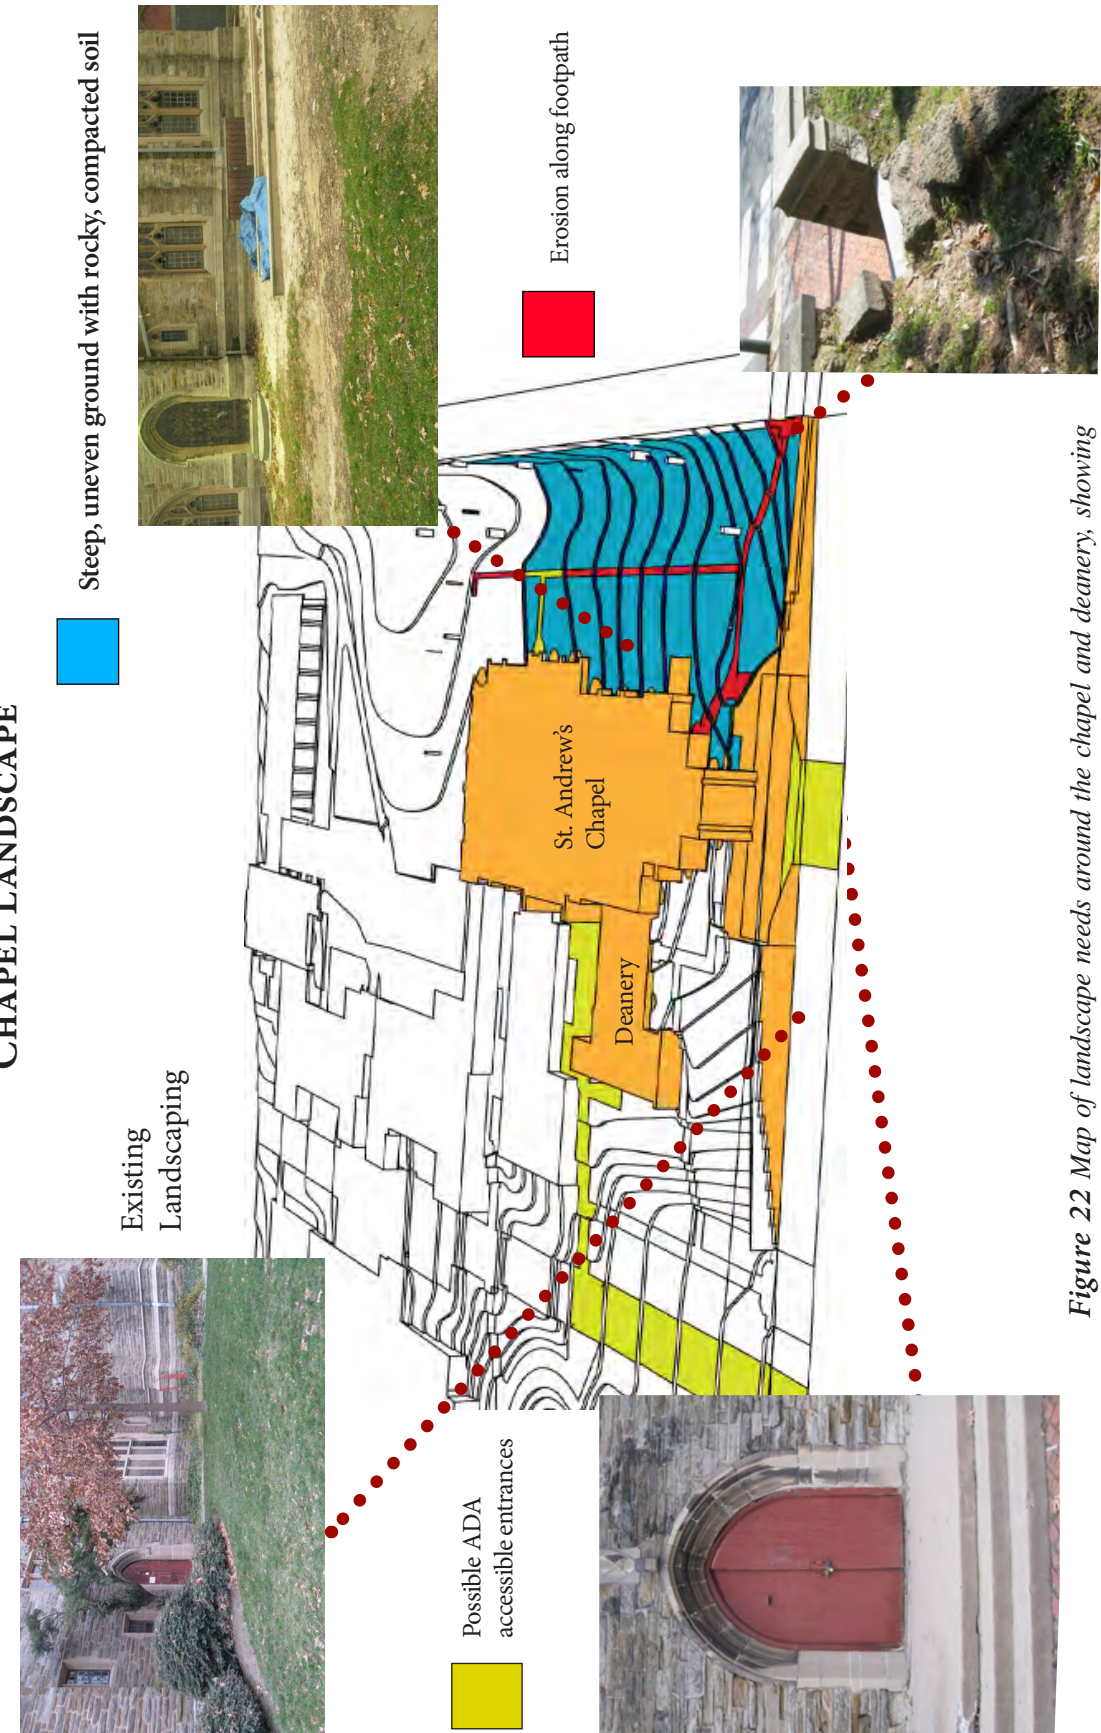 CHAPEL LANDSCAPE
Existing
Landscaping
Steep, uneven ground with rocky, compacted soil
Possible ADA
accessible entrances
Erosion along footpath
Deanery
St. Andrew's
Chapel
Figure 22 Map of landscape needs around the chapel and deanery, showing